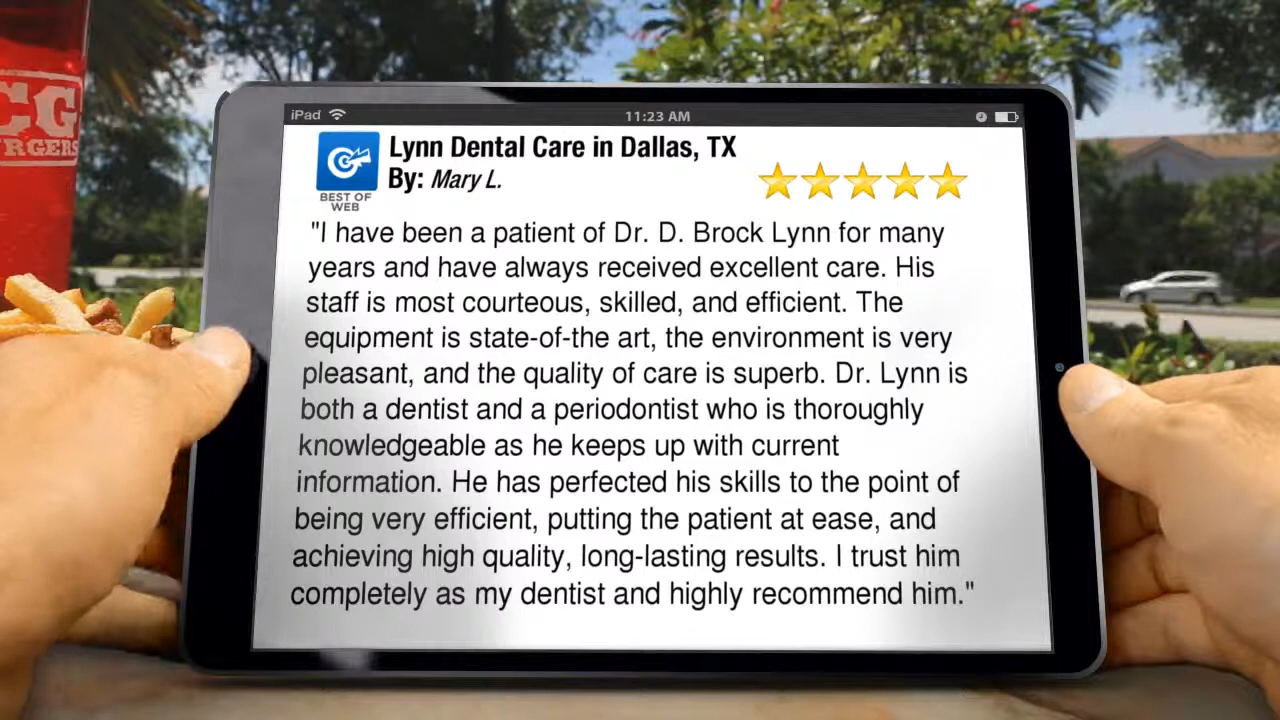 CG
RGERS
iPad
11:23 AM
BEST OF
WEB
Lynn Dental Care in Dallas, TX
By: Mary L.
"I have been a patient of Dr. D. Brock Lynn for many
years and have always received excellent care. His
staff is most courteous, skilled, and efficient. The
equipment is state-of-the art, the environment is very
pleasant, and the quality of care is superb. Dr. Lynn is
both a dentist and a periodontist who is thoroughly
knowledgeable as he keeps up with current
information. He has perfected his skills to the point of
being very efficient, putting the patient at ease, and
achieving high quality, long-lasting results. I trust him
completely as my dentist and highly recommend him."